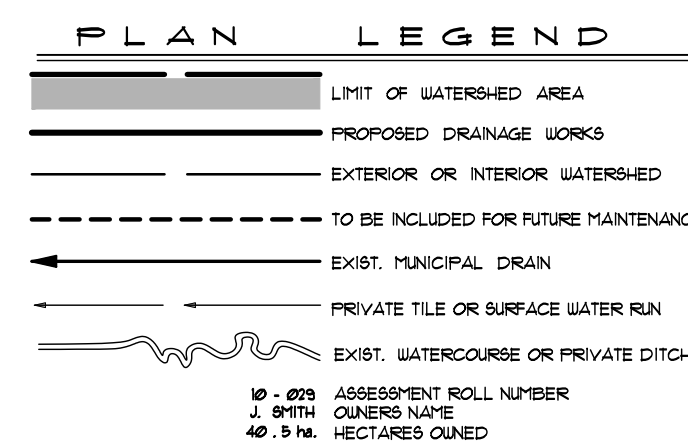 PLAN LEGEND
LIMIT OF WATERSHED AREA
PROPOSED DRAINAGE WORKS
EXTERIOR OR INTERIOR WATERSHED
TO BE INCLUDED FOR FUTURE
EXIST. MUNICIPAL DRAIN
PRIVATE TILE OR SURFACE WATER RUN
EXIST. WATERCOURSE OR PRIVATE
10 - 029 ASSESSMENT ROLL NUMBER
J. SMITH OWNERS NAME
40 . 5 ha. HECTARES OWNED